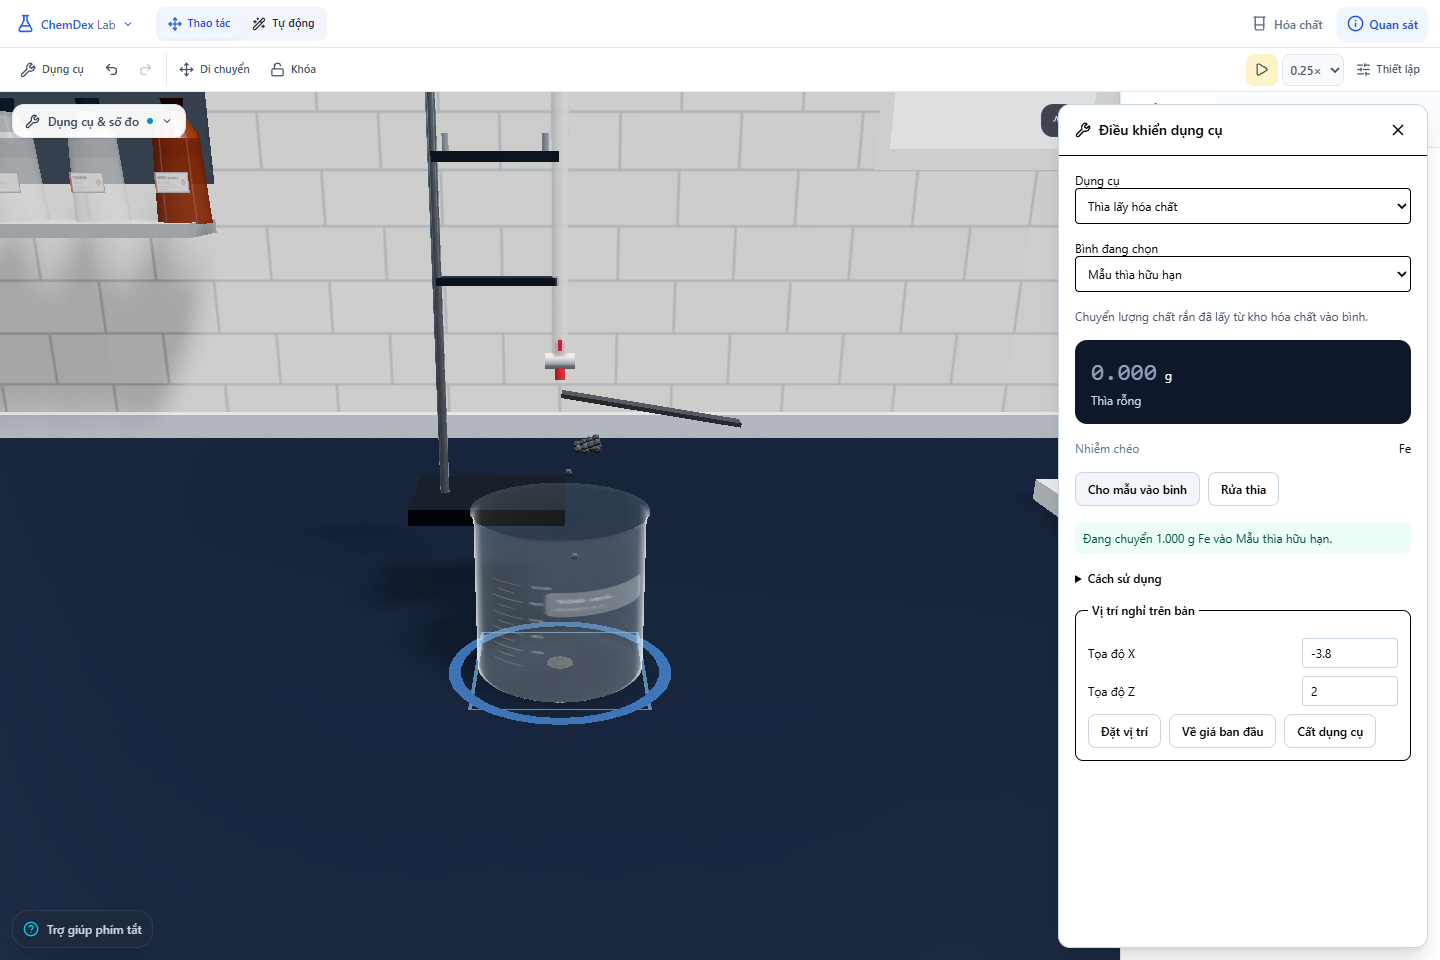 ChemDex Lab
Thao tác
Tự động
Hóa chất
Quan sát
Dụng cụ
Di chuyển
Khóa
0.25×
Thiết lập
Dụng cụ & số đo
Điều khiển dụng cụ
Dụng cụ
Thìa lấy hóa chất
Bình đang chọn
Mẫu thìa hữu hạn
Chuyển lượng chất rắn đã lấy từ kho hóa chất vào bình.
0.000 g
Thìa rỗng
Nhiễm chéo
Fe
Cho mẫu vào bình
Rửa thìa
Đang chuyển 1.000 g Fe vào Mẫu thìa hữu hạn.
Cách sử dụng
Vị trí nghỉ trên bàn
Tọa độ X
-3.8
Tọa độ Z
2
Đặt vị trí
Về giá ban đầu
Cất dụng cụ
Trợ giúp phím tắt